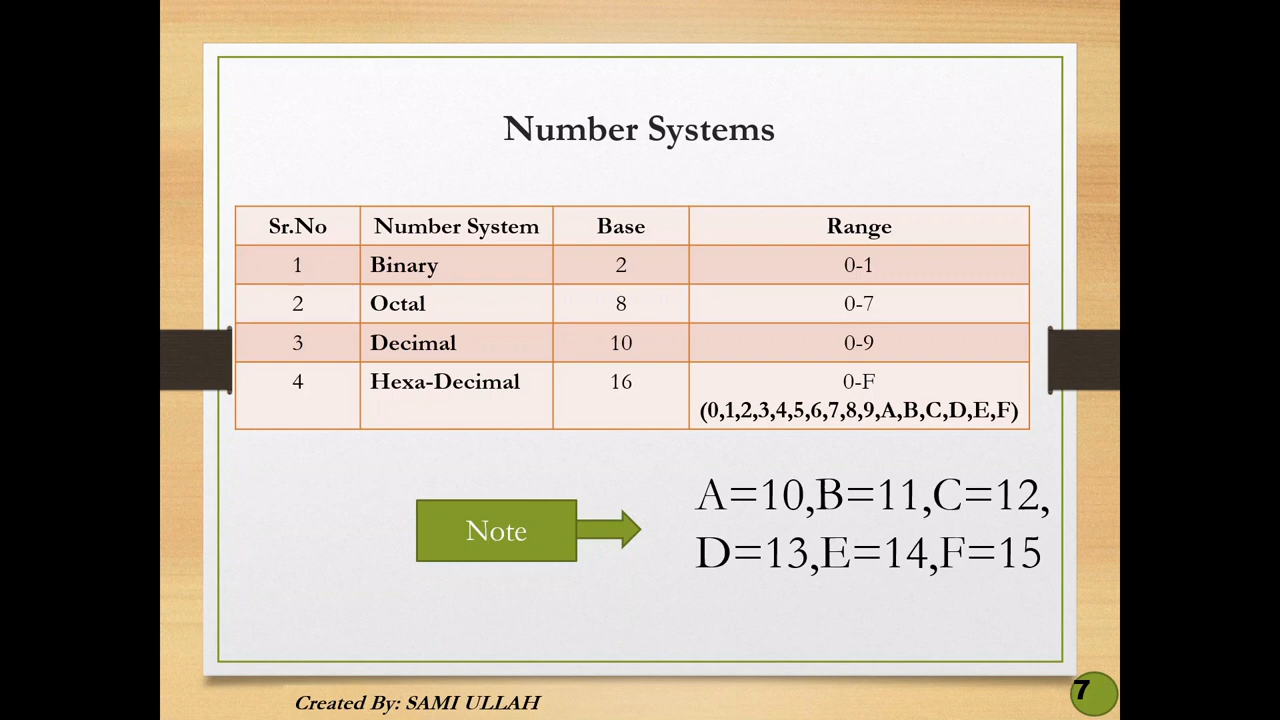 Number Systems
Sr.No Number System Base Range
1 Binary 2 0-1
2 Octal 8 0-7
3 Decimal 10 0-9
4 Hexa-Decimal 16 0-F
(0,1,2,3,4,5,6,7,8,9,A,B,C,D,E,F)
Note
A=10,B=11,C=12,
D=13,E=14,F=15
Created By: SAMI ULLAH
7